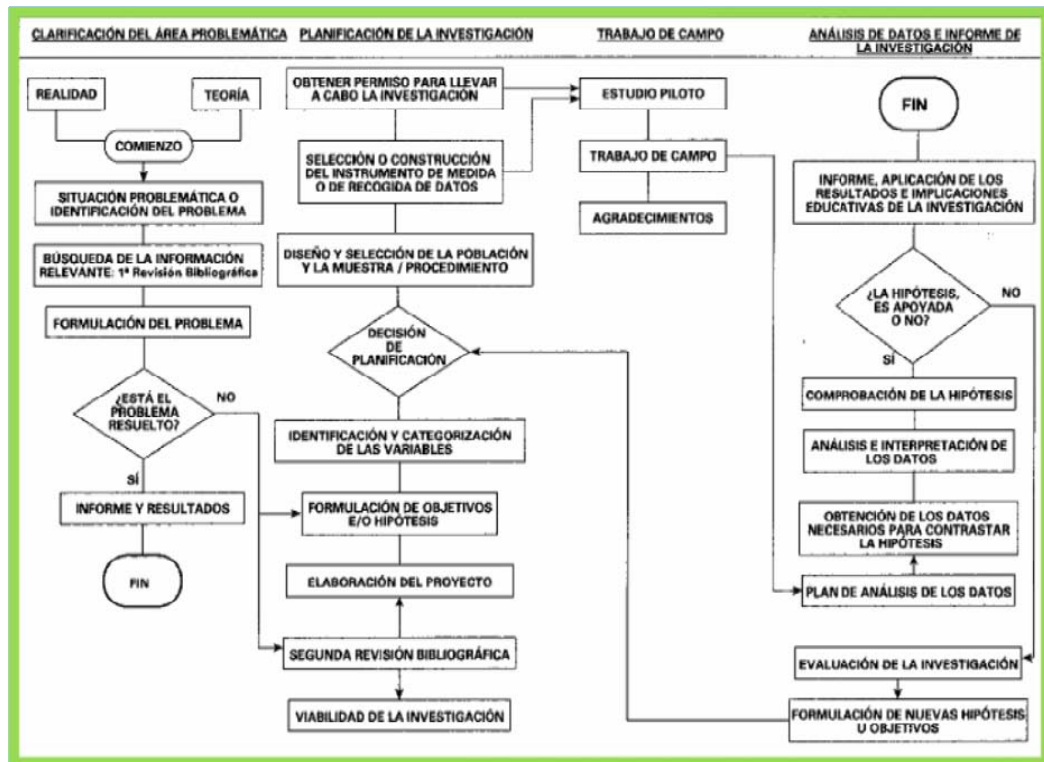 CLARIFICACIÓN DEL ÁREA PROBLEMÁTICA
REALIDAD
TEORÍA
COMIENZO
SITUACIÓN PROBLEMÁTICA O
IDENTIFICACIÓN DEL PROBLEMA
BÚSQUEDA DE LA INFORMACIÓN
RELEVANTE: 1ª Revisión Bibliográfica
FORMULACIÓN DEL PROBLEMA
¿ESTÁ EL
PROBLEMA
RESUELTO?
NO
SÍ
INFORME Y RESULTADOS
FIN
PLANIFICACIÓN DE LA INVESTIGACIÓN
OBTENER PERMISO PARA LLEVAR
A CABO LA INVESTIGACIÓN
SELECCIÓN O CONSTRUCCIÓN
DEL INSTRUMENTO DE MEDIDA
O DE RECOGIDA DE DATOS
DISEÑO Y SELECCIÓN DE LA POBLACIÓN
Y LA MUESTRA / PROCEDIMIENTO
DECISIÓN
DE
PLANIFICACIÓN
IDENTIFICACIÓN Y CATEGORIZACIÓN
DE LAS VARIABLES
FORMULACIÓN DE OBJETIVOS
E/O HIPÓTESIS
ELABORACIÓN DEL PROYECTO
SEGUNDA REVISIÓN BIBLIOGRÁFICA
VIABILIDAD DE LA INVESTIGACIÓN
TRABAJO DE CAMPO
ESTUDIO PILOTO
TRABAJO DE CAMPO
AGRADECIMIENTOS
ANÁLISIS DE DATOS E INFORME DE
LA INVESTIGACIÓN
FIN
INFORME, APLICACIÓN DE LOS
RESULTADOS E IMPLICACIONES
EDUCATIVAS DE LA INVESTIGACIÓN
¿LA HIPÓTESIS,
ES APOYADA
O NO?
NO
SÍ
COMPROBACIÓN DE LA HIPÓTESIS
ANÁLISIS E INTERPRETACIÓN DE
LOS DATOS
OBTENCIÓN DE LOS DATOS
NECESARIOS PARA CONTRASTAR
LA HIPÓTESIS
PLAN DE ANÁLISIS DE LOS DATOS
EVALUACIÓN DE LA INVESTIGACIÓN
FORMULACIÓN DE NUEVAS HIPÓTESIS
U OBJETIVOS